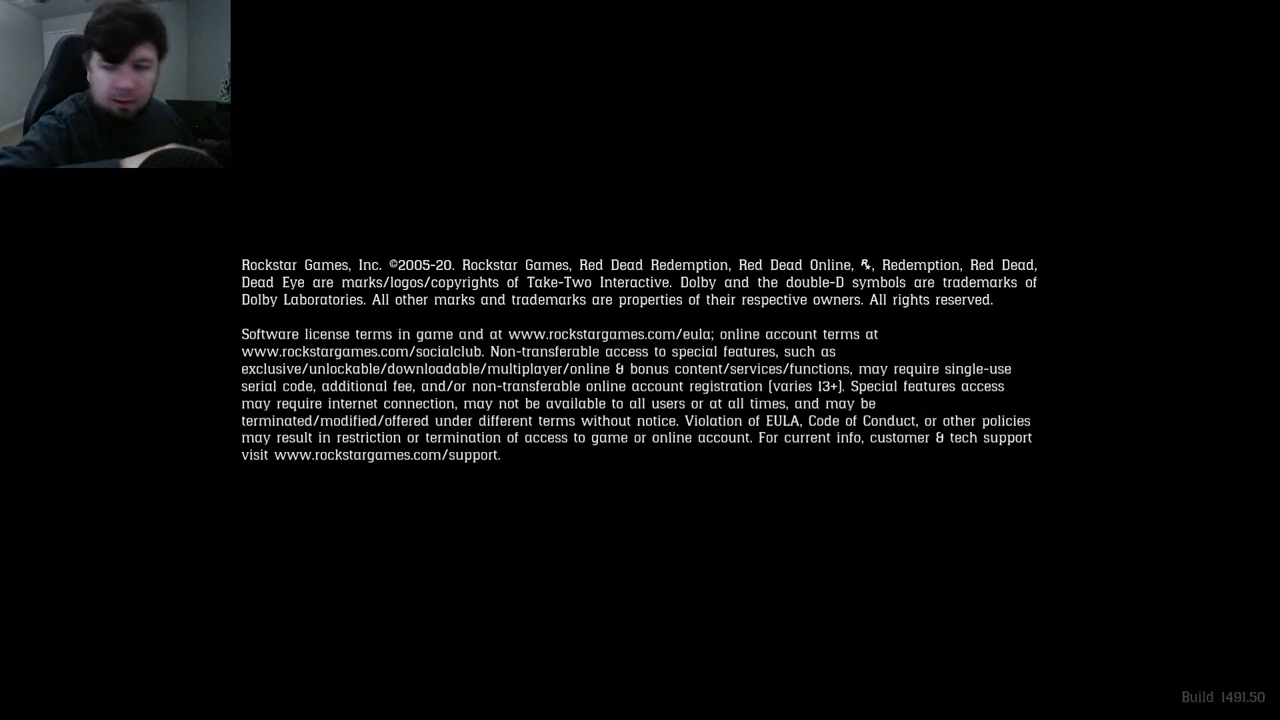 Rockstar Games, Inc. ©2005-20. Rockstar Games, Red Dead Redemption, Red Dead Online, R*, Redemption, Red Dead,
Dead Eye are marks/logos/copyrights of Take-Two Interactive. Dolby and the double-D symbols are trademarks of
Dolby Laboratories. All other marks and trademarks are properties of their respective owners. All rights reserved.
Software license terms in game and at www.rockstargames.com/eula; online account terms at
www.rockstargames.com/socialclub. Non-transferable access to special features, such as
exclusive/unlockable/downloadable/multiplayer/online & bonus content/services/functions, may require single-use
serial code, additional fee, and/or non-transferable online account registration (varies 13+). Special features access
may require internet connection, may not be available to all users or at all times, and may be
terminated/modified/offered under different terms without notice. Violation of EULA, Code of Conduct, or other policies
may result in restriction or termination of access to game or online account. For current info, customer & tech support
visit www.rockstargames.com/support.
Build 1491.50